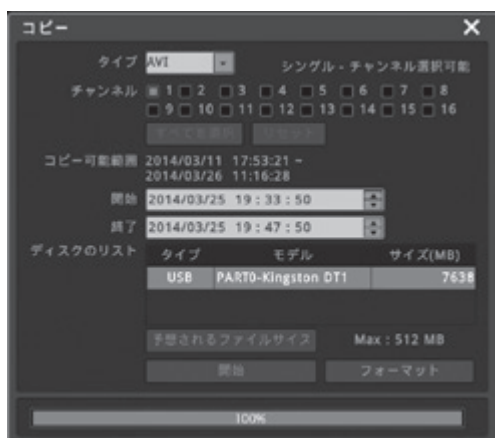 コピー
タイプ AVI シングル - チャンネル選択可能
チャンネル 1 2 3 4 5 6 7 8
9 10 11 12 13 14 15 16
すべてを選択 リセット
コピー可能範囲 2014/03/11 17:53:21 ~
2014/03/26 11:16:28
開始 2014/03/25 19 : 33 : 50
終了 2014/03/25 19 : 47 : 50
ディスクのリスト タイプ モデル サイズ(MB)
USB PART0-Kingston DT1 7638
予想されるファイルサイズ Max : 512 MB
開始 フォーマット
100%